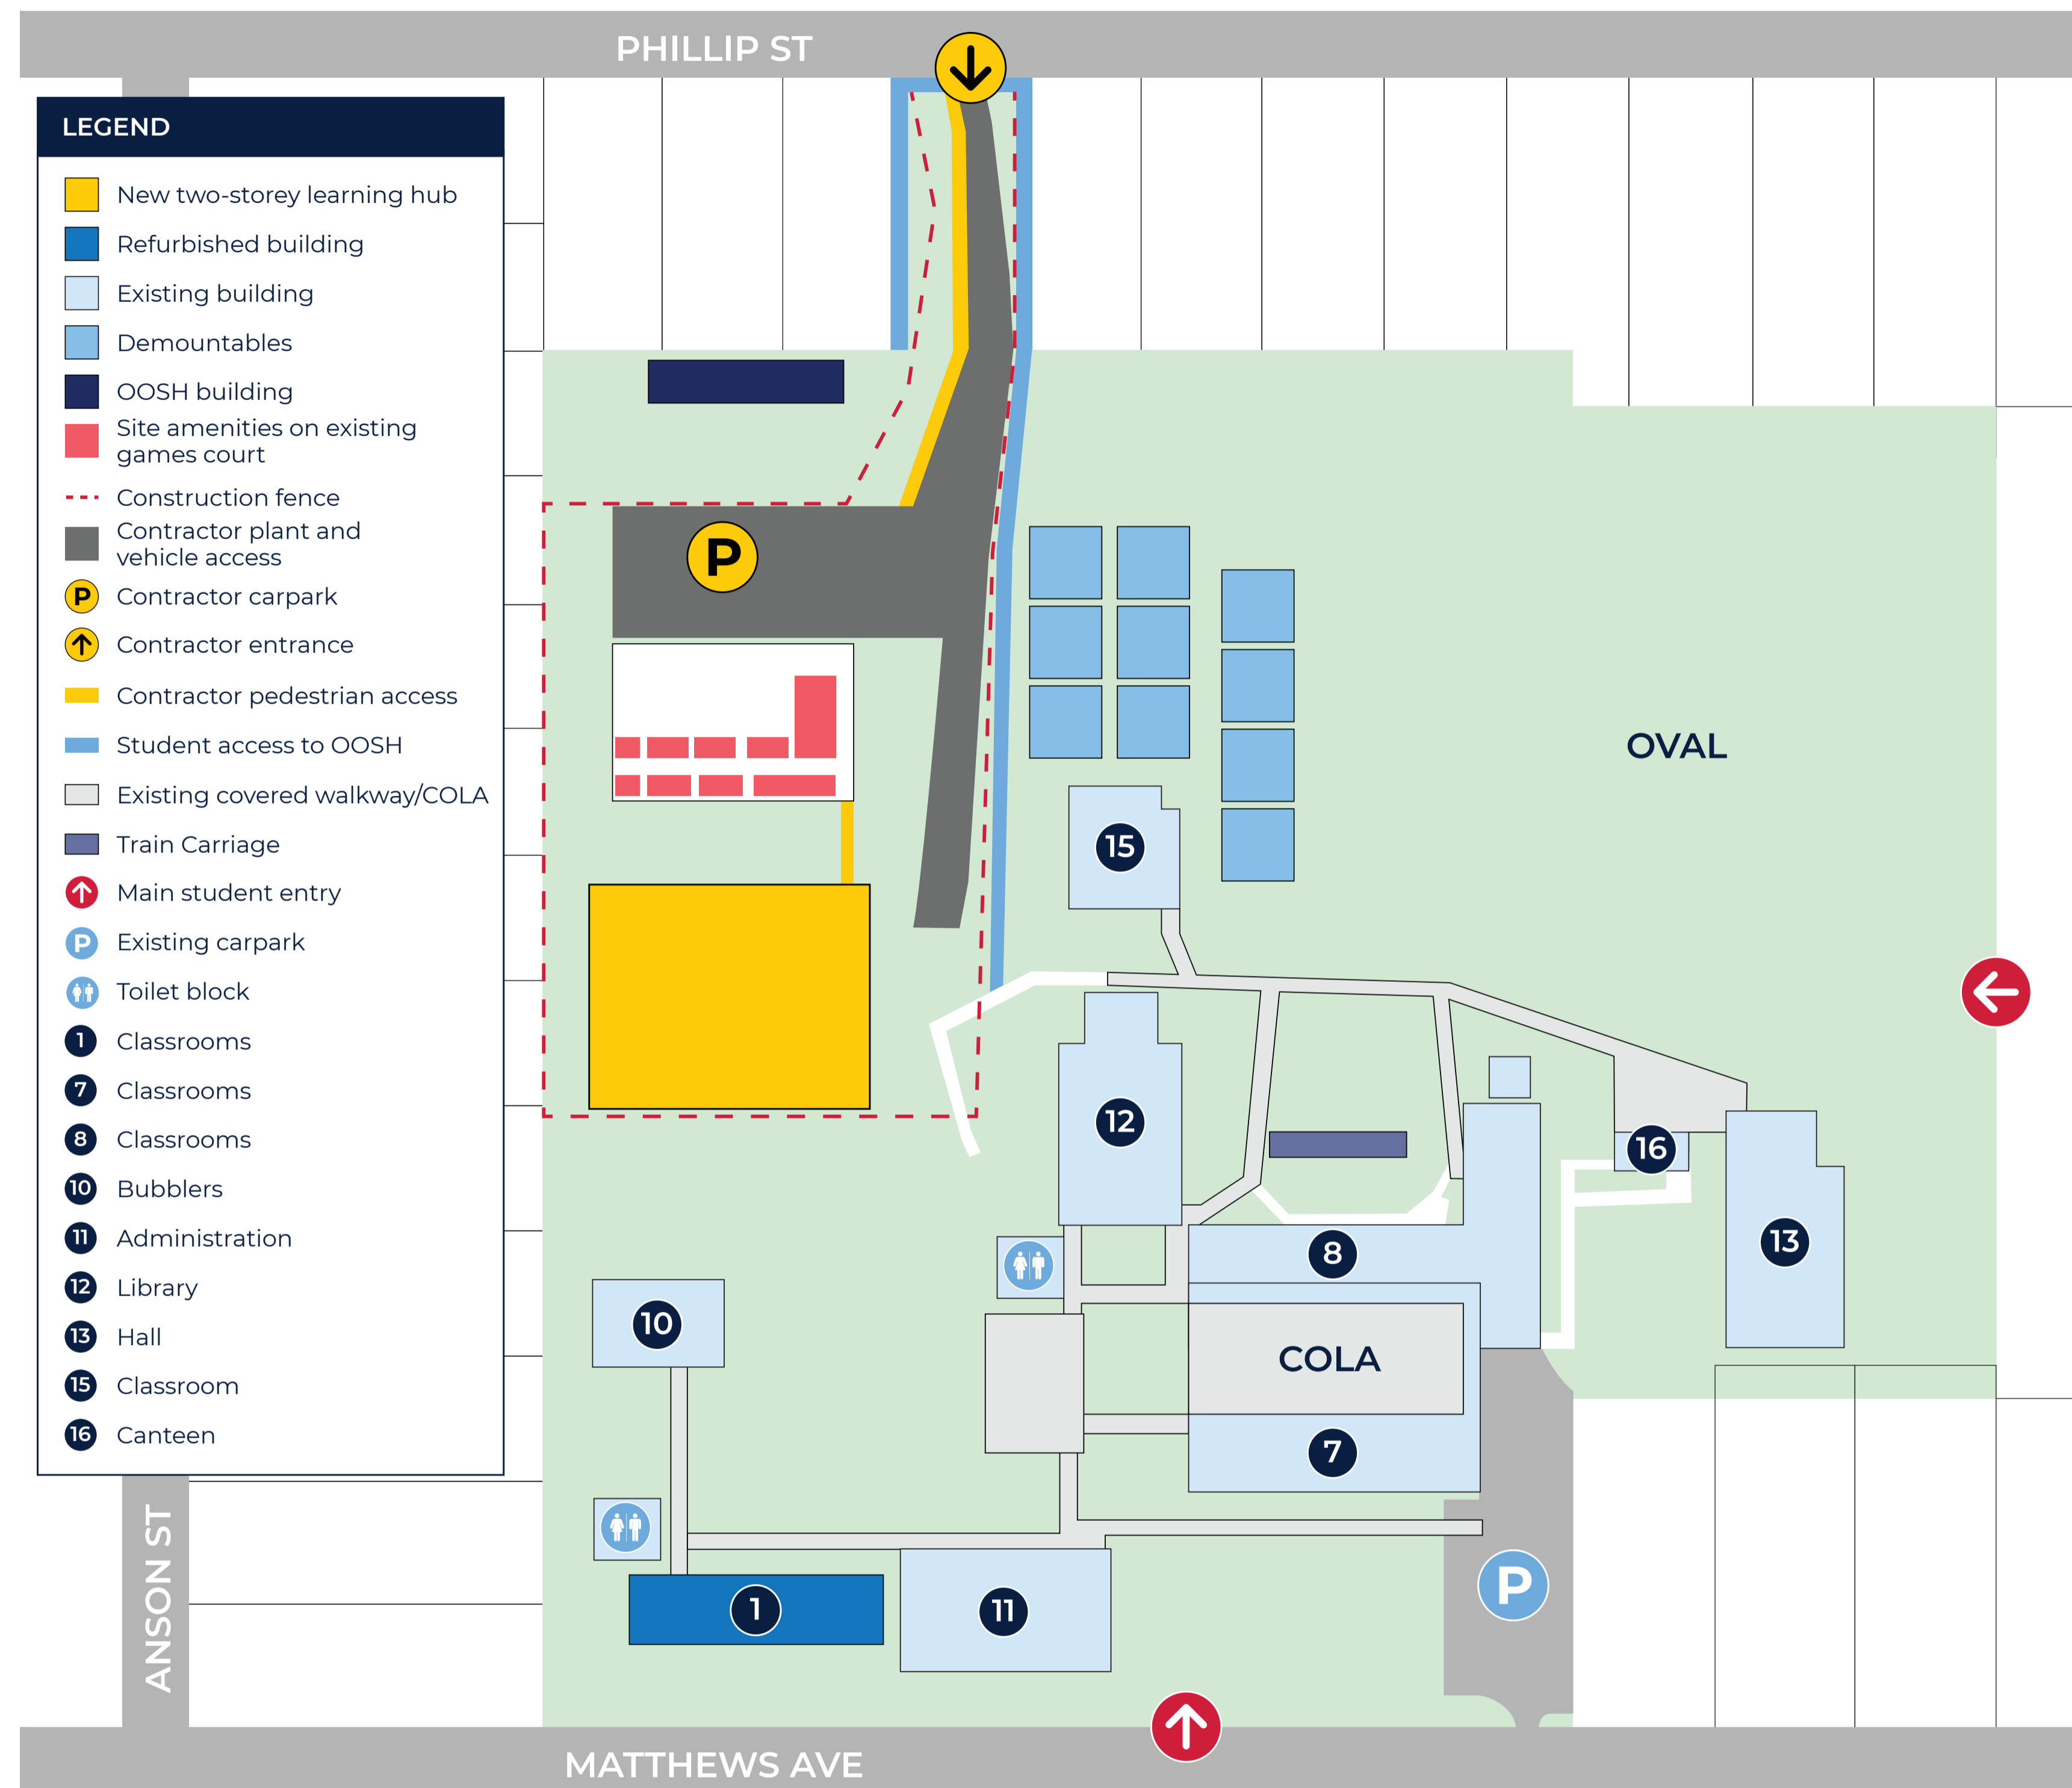 PHILLIP ST
LEGEND
New two-storey learning hub
Refurbished building
Existing building
Demountables
OOSH building
Site amenities on existing
games court
Construction fence
Contractor plant and
vehicle access
P Contractor carpark
Contractor entrance
Contractor pedestrian access
Student access to OOSH
Existing covered walkway/COLA
Train Carriage
Main student entry
P Existing carpark
Toilet block
1 Classrooms
7 Classrooms
8 Classrooms
10 Bubblers
11 Administration
12 Library
13 Hall
15 Classroom
16 Canteen
P
OVAL
15
12
16
13
8
10
COLA
7
P
1
11
ANSON ST
MATTHEWS AVE